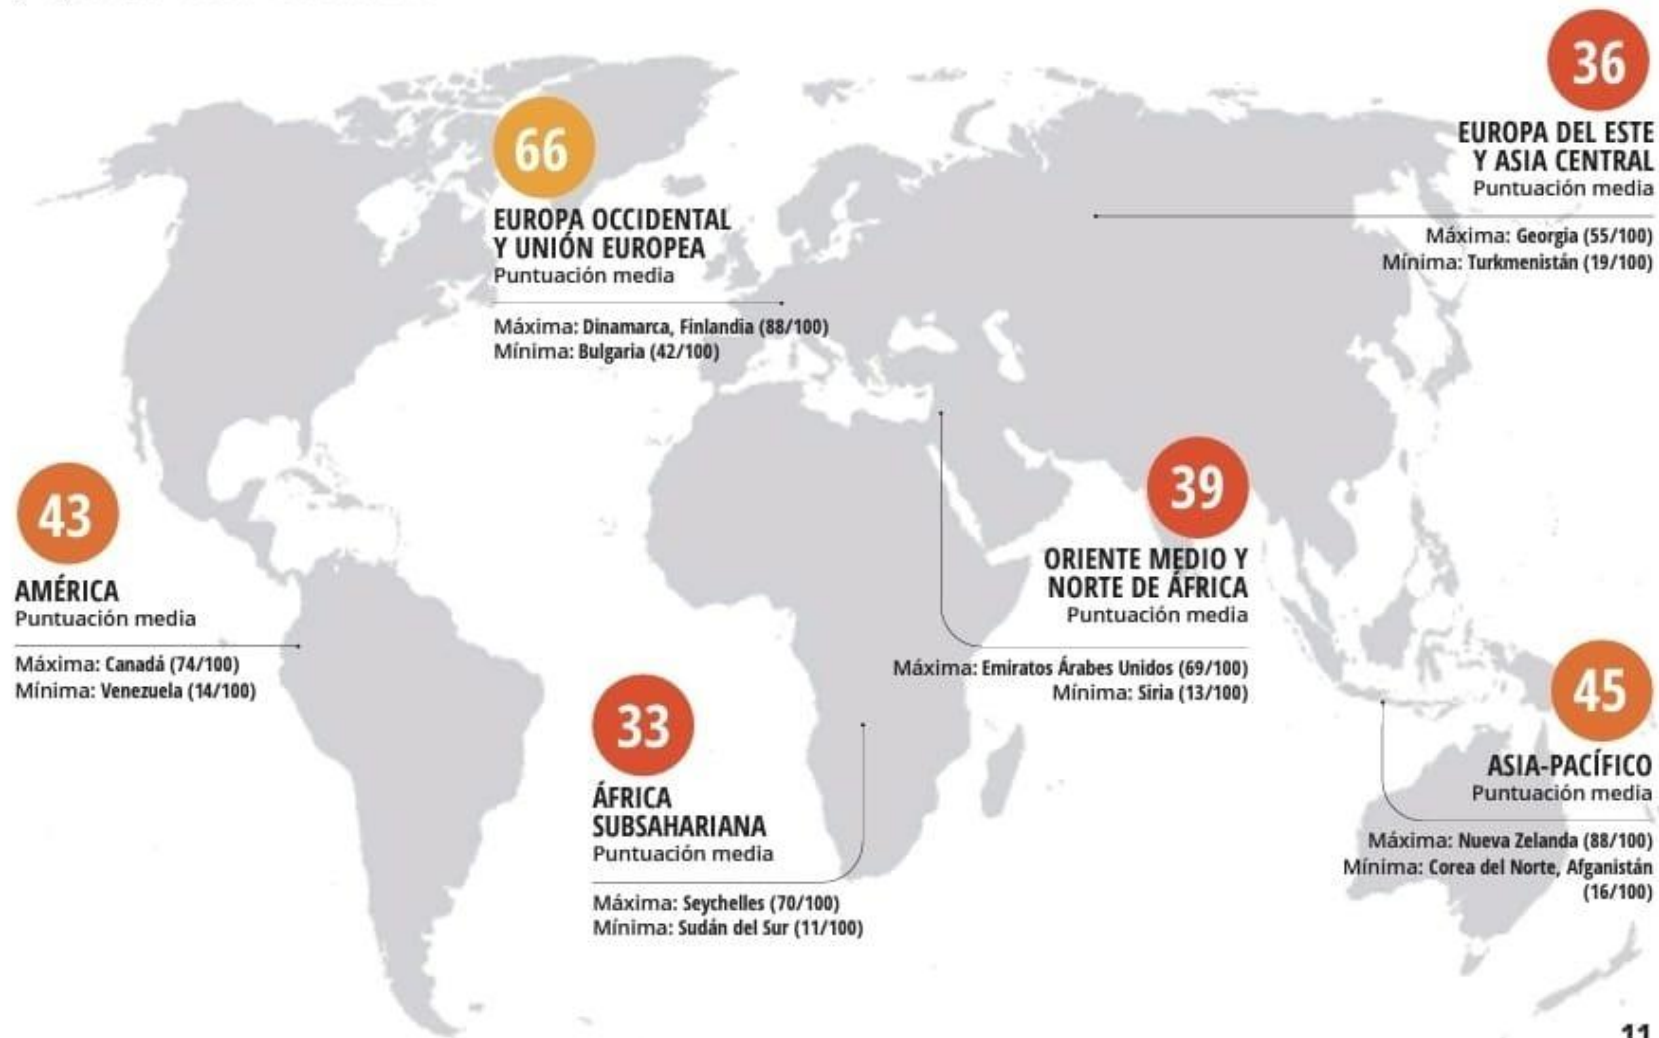 36
EUROPA DEL ESTE
Y ASIA CENTRAL
Puntuación media
Máxima: Georgia (55/100)
Mínima: Turkmenistán (19/100)
66
EUROPA OCCIDENTAL
Y UNIÓN EUROPEA
Puntuación media
Máxima: Dinamarca, Finlandia (88/100)
Mínima: Bulgaria (42/100)
43
AMÉRICA
Puntuación media
Máxima: Canadá (74/100)
Mínima: Venezuela (14/100)
39
ORIENTE MEDIO Y
NORTE DE ÁFRICA
Puntuación media
Máxima: Emiratos Árabes Unidos (69/100)
Mínima: Siria (13/100)
33
ÁFRICA
SUBSAHARIANA
Puntuación media
Máxima: Seychelles (70/100)
Mínima: Sudán del Sur (11/100)
45
ASIA-PACÍFICO
Puntuación media
Máxima: Nueva Zelanda (88/100)
Mínima: Corea del Norte, Afganistán
(16/100)
11